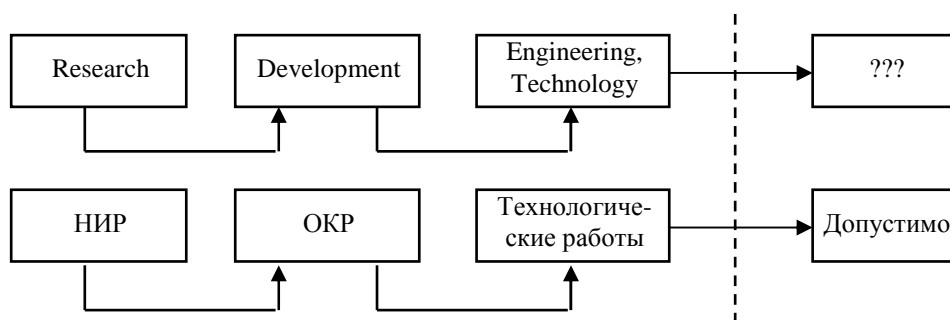 Research
Development
Engineering,
Technology
???
НИР
ОКР
Технологиче-
ские работы
Допустимо